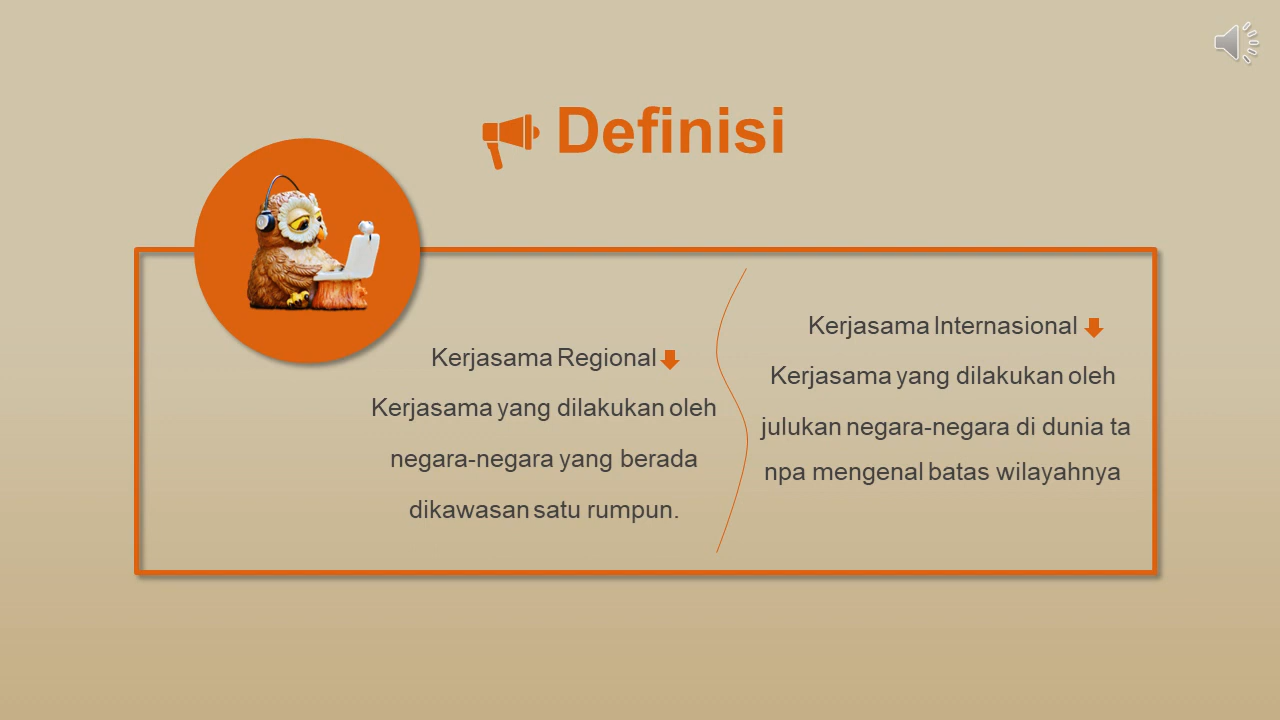 Definisi
Kerjasama Regional
Kerjasama yang dilakukan oleh
negara-negara yang berada
dikawasan satu rumpun.
Kerjasama Internasional
Kerjasama yang dilakukan oleh
julukan negara-negara di dunia ta
npa mengenal batas wilayahnya